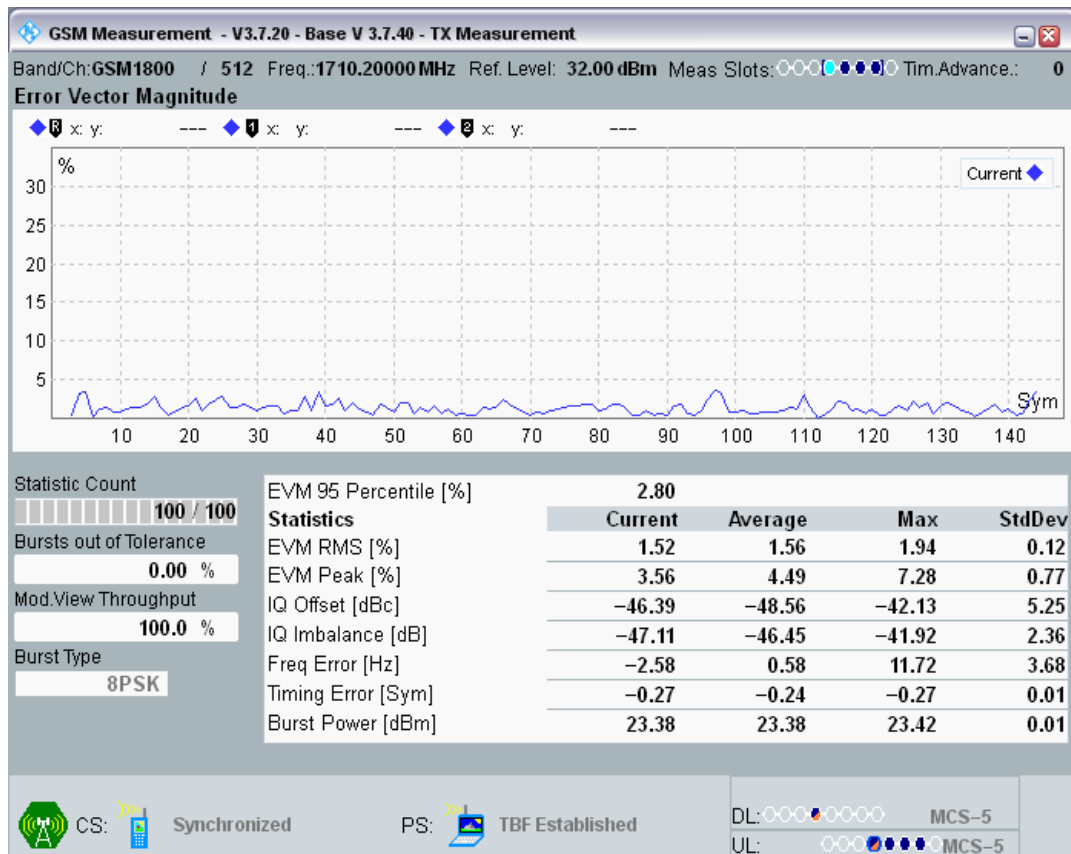 GSM Measurement - V3.7.20 - Base V 3.7.40 - TX Measurement
Band/Ch:GSM1800 / 512 Freq.:1710.20000 MHz Ref. Level: 32.00 dBm Meas Slots: Tim.Advance.: 0
Error Vector Magnitude
R x: y: --- 1 x: y: --- 2 x: y: ---
%
Current
30
25
20
15
10
5
Sym
10 20 30 40 50 60 70 80 90 100 110 120 130 140
Statistic Count
100 / 100
Bursts out of Tolerance
0.00 %
Mod.View Throughput
100.0 %
Burst Type
8PSK
EVM 95 Percentile [%] 2.80
Statistics Current Average Max StdDev
EVM RMS [%] 1.52 1.56 1.94 0.12
EVM Peak [%] 3.56 4.49 7.28 0.77
IQ Offset [dBc] −46.39 −48.56 −42.13 5.25
IQ Imbalance [dB] −47.11 −46.45 −41.92 2.36
Freq Error [Hz] −2.58 0.58 11.72 3.68
Timing Error [Sym] −0.27 −0.24 −0.27 0.01
Burst Power [dBm] 23.38 23.38 23.42 0.01
CS: Synchronized PS: TBF Established
DL: MCS−5
UL: MCS−5